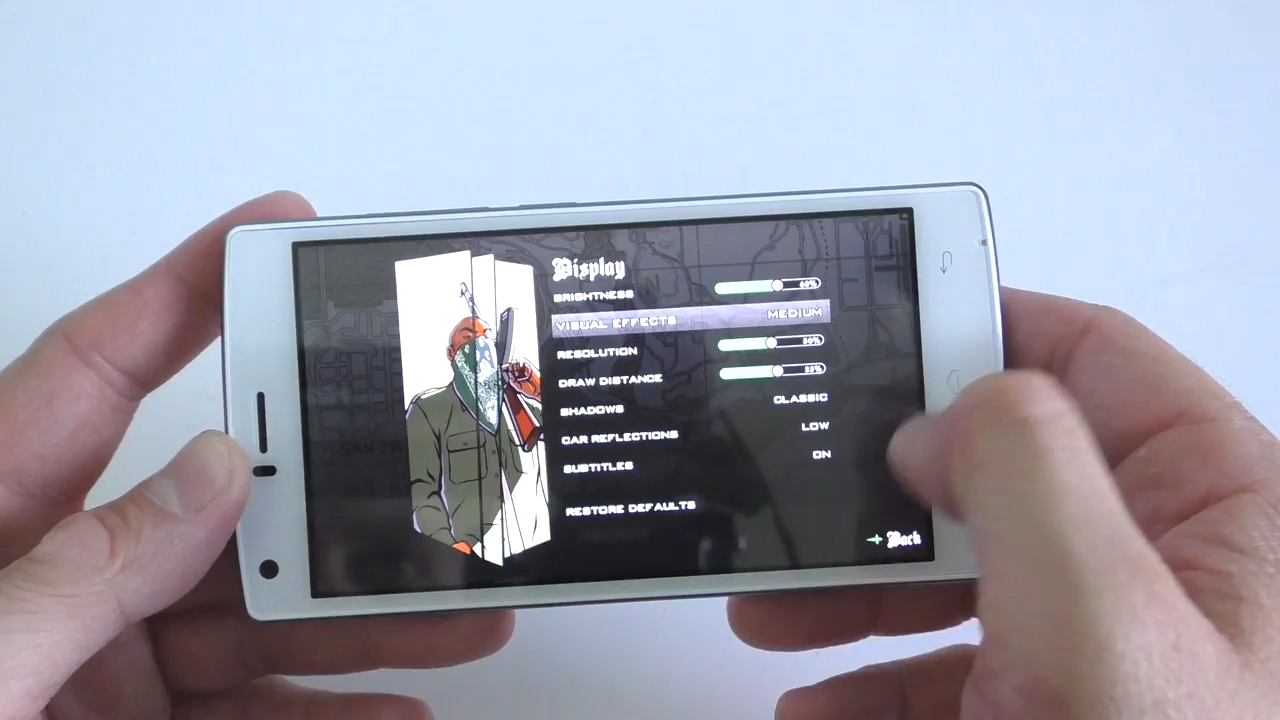 Display
BRIGHTNESS 60%
VISUAL EFFECTS MEDIUM
RESOLUTION 50%
DRAW DISTANCE
SHADOWS CLASSIC
CAR REFLECTIONS LOW
SUBTITLES ON
RESTORE DEFAULTS
Back